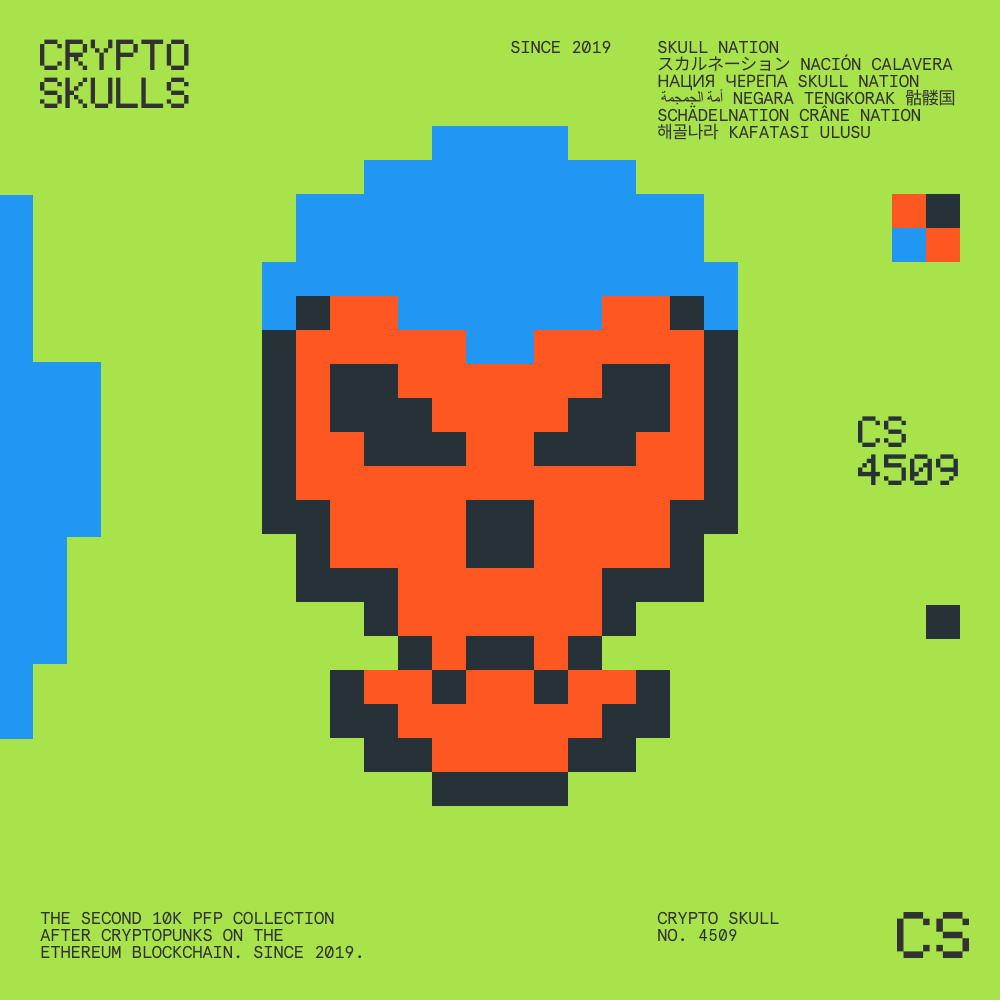 CRYPTO
SKULLS
SINCE 2019
SKULL NATION
スカルネーション NACIÓN CALAVERA
НАЦИЯ ЧЕРЕПА SKULL NATION
أمة الجمجمة NEGARA TENGKORAK 骷髅国
SCHÄDELNATION CRÂNE NATION
해골나라 KAFATASI ULUSU
CS
4509
THE SECOND 10K PFP COLLECTION
AFTER CRYPTOPUNKS ON THE
ETHEREUM BLOCKCHAIN. SINCE 2019.
CRYPTO SKULL
NO. 4509
CS